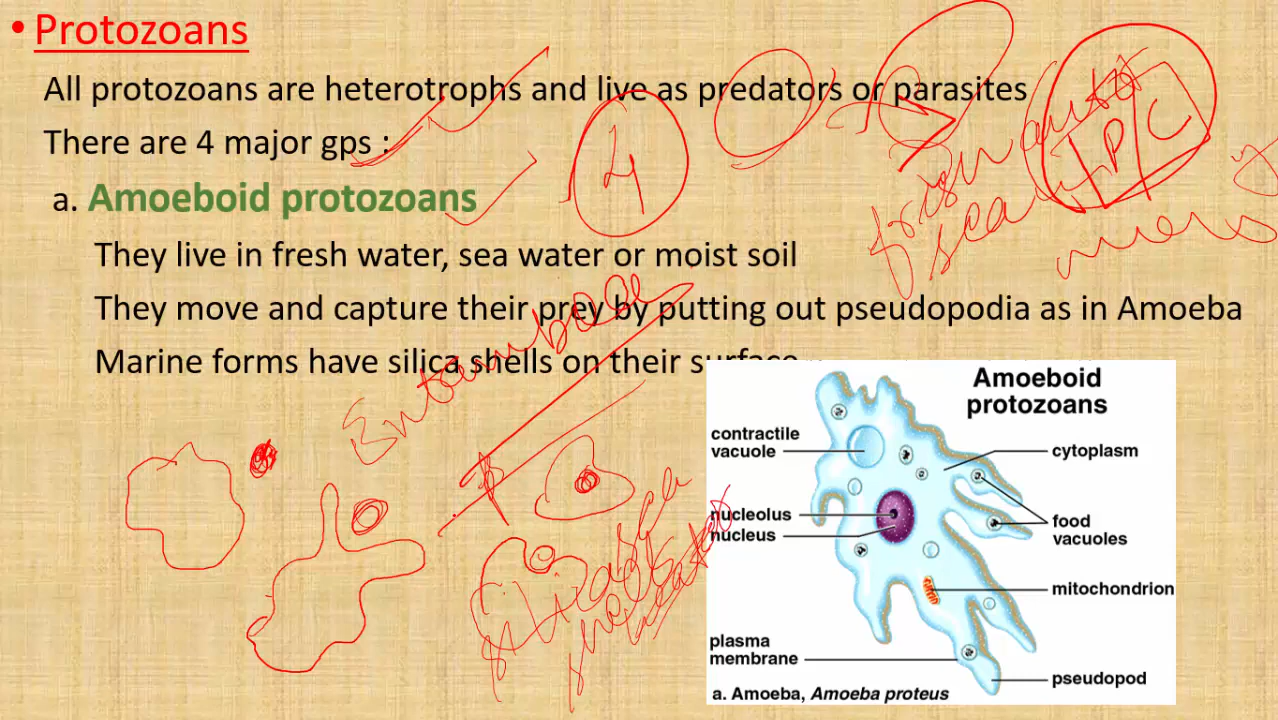 • Protozoans
All protozoans are heterotrophs and live as predators or parasites
There are 4 major gps :
4
P C
a. Amoeboid protozoans
They live in fresh water, sea water or moist soil
They move and capture their prey by putting out pseudopodia as in Amoeba
Marine forms have silica shells on their surface
Entamoeba
Amoeboid
protozoans
contractile
vacuole
cytoplasm
nucleolus
nucleus
food
vacuoles
mitochondrion
plasma
membrane
pseudopod
a. Amoeba, Amoeba proteus